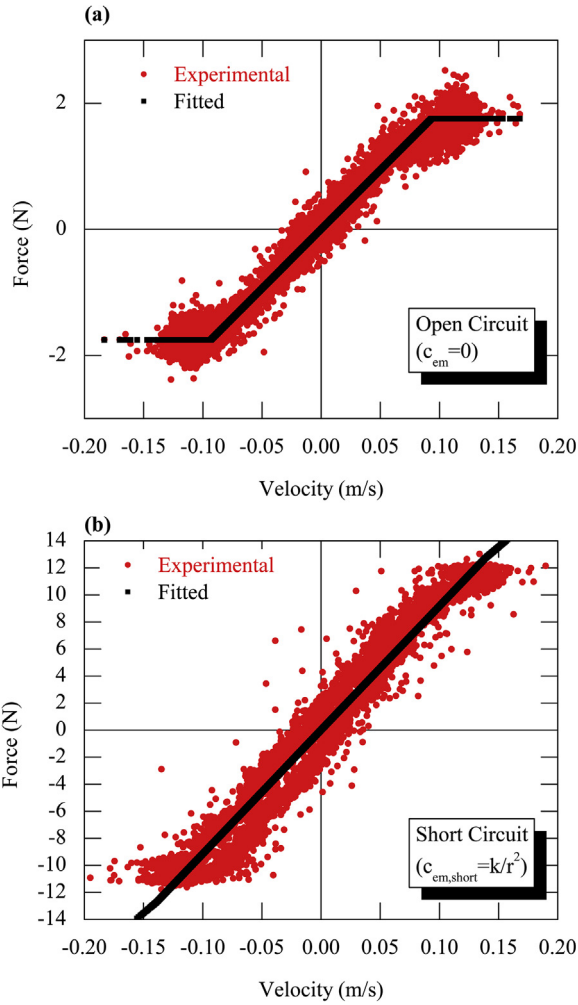 (a)
Experimental
Fitted
2
0
-2
Force (N)
Open Circuit
(cem=0)
-0.20 -0.15 -0.10 -0.05 0.00 0.05 0.10 0.15 0.20
Velocity (m/s)
(b)
14
12
10
8
6
4
2
0
-2
-4
-6
-8
-10
-12
-14
Experimental
Fitted
Force (N)
Short Circuit
(cem,short=k/r²)
-0.20 -0.15 -0.10 -0.05 0.00 0.05 0.10 0.15 0.20
Velocity (m/s)